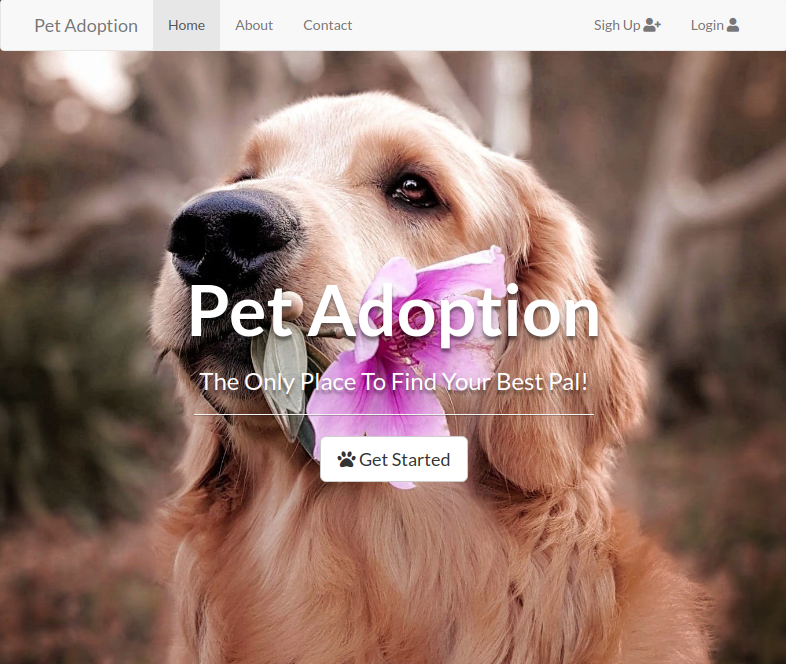 Pet Adoption Home About Contact Sigh Up Login
Pet Adoption
The Only Place To Find Your Best Pal!
Get Started